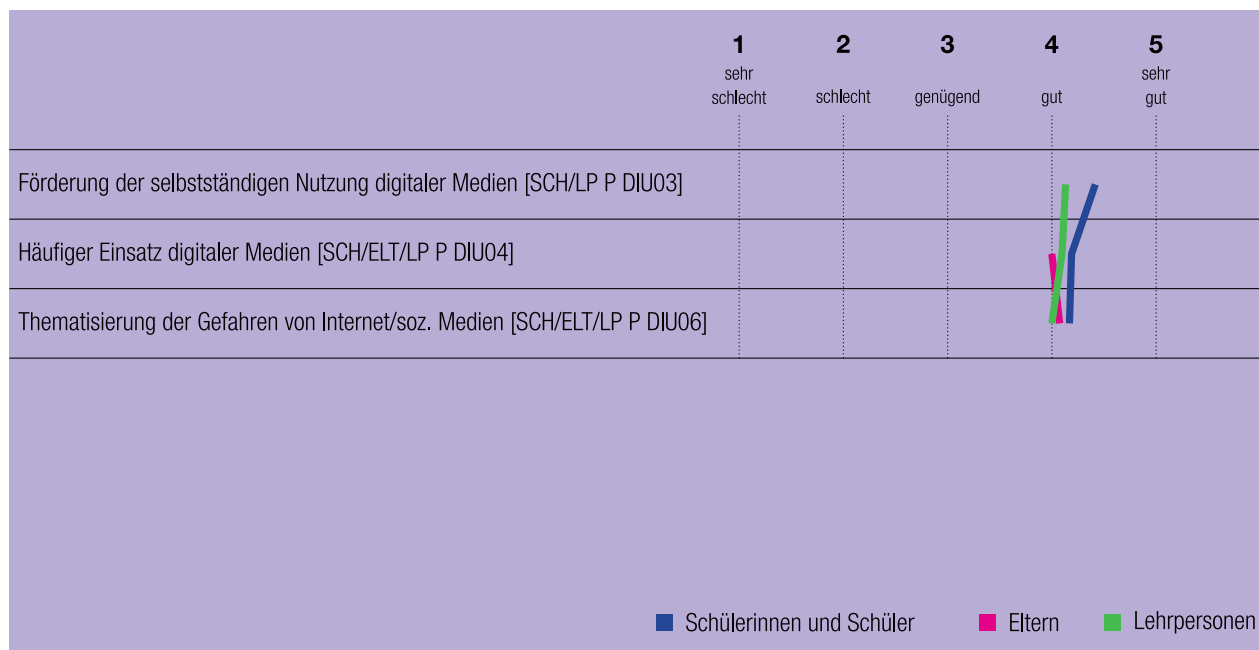 1 2 3 4 5
sehr schlecht schlecht genügend gut sehr gut
Förderung der selbstständigen Nutzung digitaler Medien [SCH/LP P DIU03]
Häufiger Einsatz digitaler Medien [SCH/ELT/LP P DIU04]
Thematisierung der Gefahren von Internet/soz. Medien [SCH/ELT/LP P DIU06]
Schülerinnen und Schüler Eltern Lehrpersonen